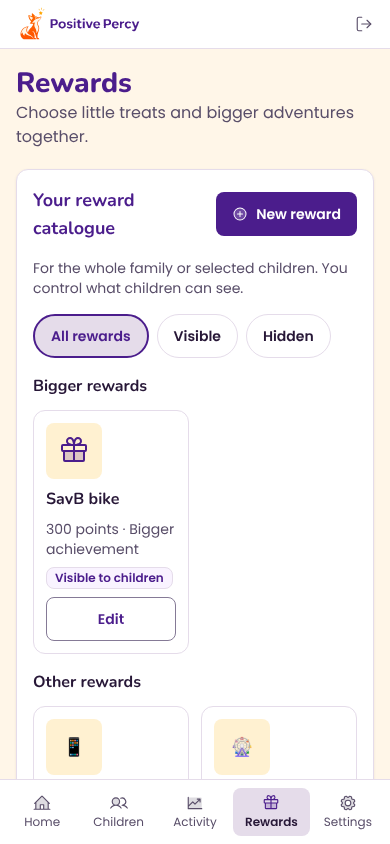 Positive Percy
Rewards
Choose little treats and bigger adventures
together.
Your reward
catalogue
New reward
For the whole family or selected children. You
control what children can see.
All rewards
Visible
Hidden
Bigger rewards
SavB bike
300 points · Bigger
achievement
Visible to children
Edit
Other rewards
Home
Children
Activity
Rewards
Settings